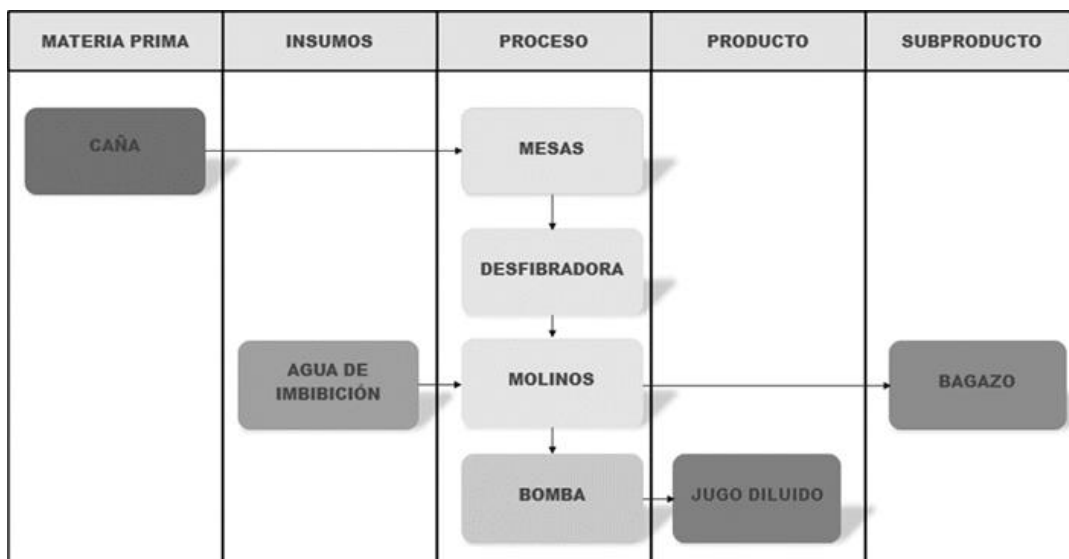 MATERIA PRIMA
INSUMOS
PROCESO
PRODUCTO
SUBPRODUCTO
CAÑA
MESAS
DESFIBRADORA
AGUA DE
IMBIBICIÓN
MOLINOS
BAGAZO
BOMBA
JUGO DILUIDO